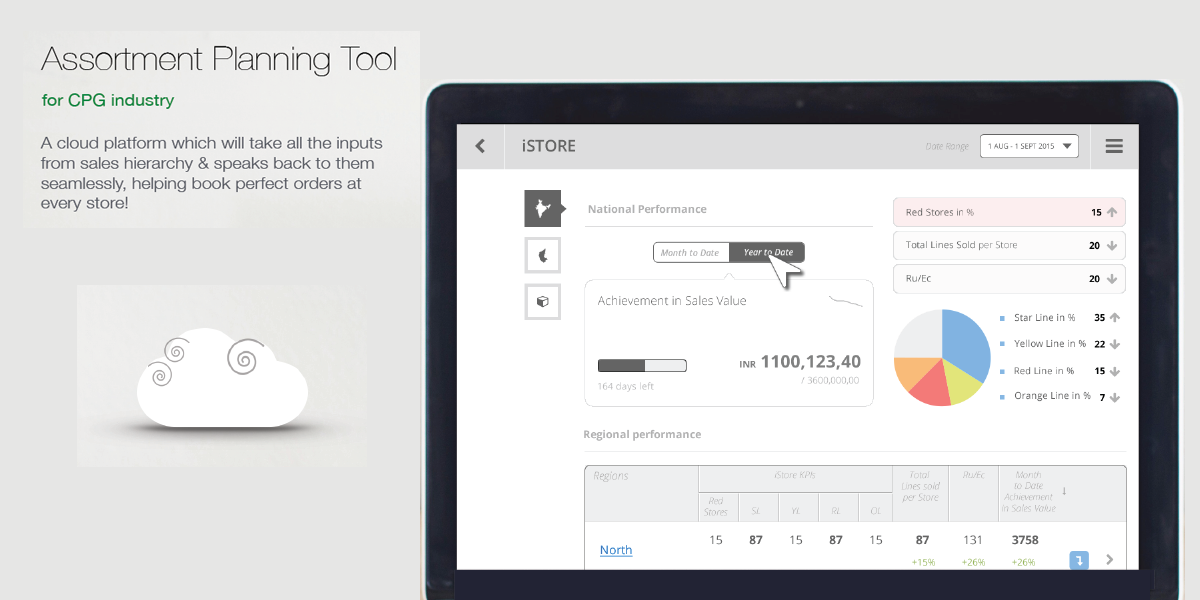 Assortment Planning Tool
for CPG industry
A cloud platform which will take all the inputs
from sales hierarchy & speaks back to them
seamlessly, helping book perfect orders at
every store!
iSTORE
Date Range
1 AUG - 1 SEPT 2015
National Performance
Month to Date
Year to Date
Achievement in Sales Value
INR 1100,123,40
/ 3600000,00
164 days left
Red Stores in % 15
Total Lines Sold per Store 20
Ru/Ec 20
Star Line in % 35
Yellow Line in % 22
Red Line in % 15
Orange Line in % 7
Regional performance
Regions
iStore KPIs
Red
Stores
SL
YL
RL
OL
Total
Lines sold
per Store
Ru/Ec
Month
to Date
Achievement
in Sales Value
North
15 87 15 87 15 87 131 3758
+15% +26% +26%